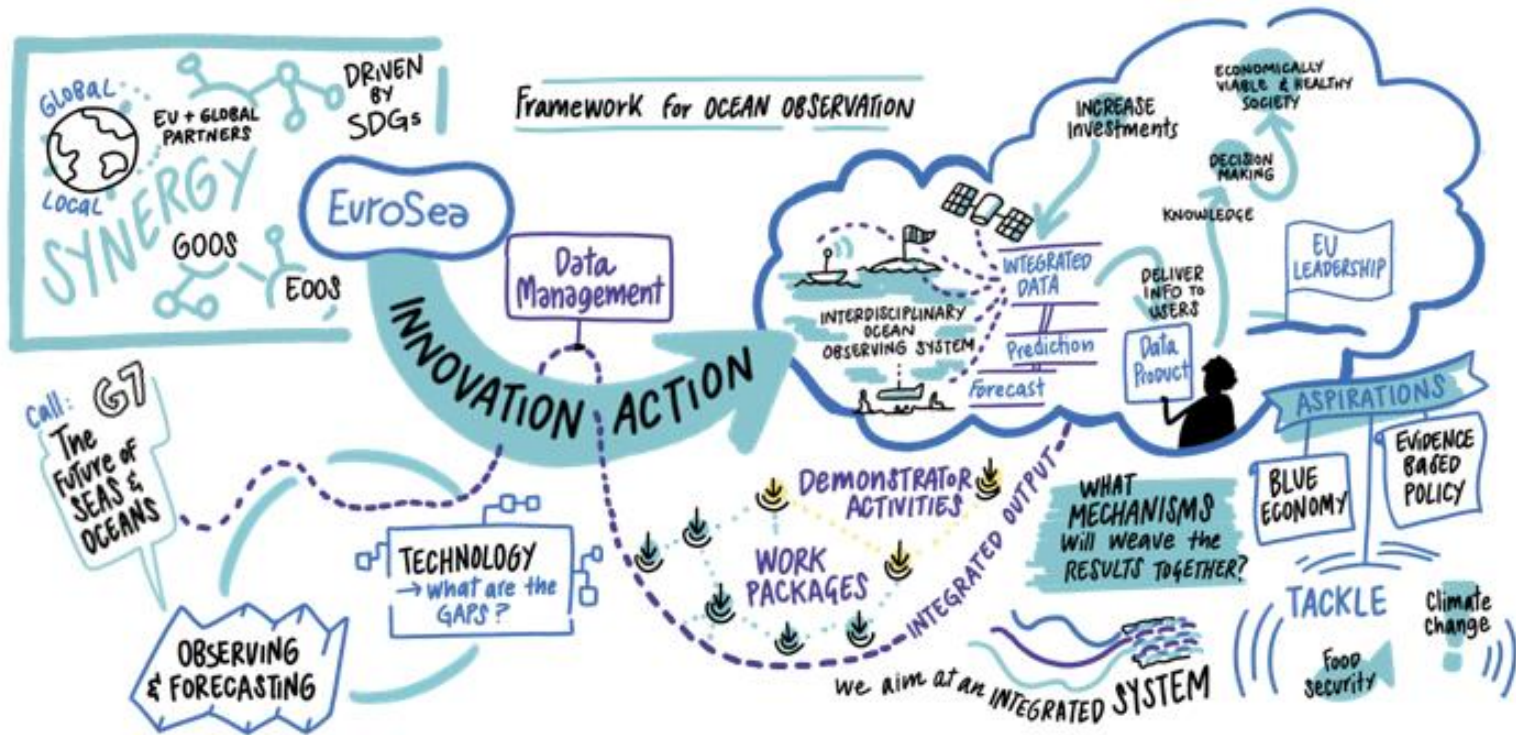 GLOBAL
LOCAL
EU + GLOBAL
PARTNERS
DRIVEN
BY
SDGs
SYNERGY
GOOS
EOOS
EuroSea
Framework for OCEAN OBSERVATION
Data
Management
INNOVATION ACTION
INCREASE
Investments
ECONOMICALLY
VIABLE & HEALTHY
SOCIETY
DECISION
MAKING
KNOWLEDGE
EU
LEADERSHIP
INTEGRATED
DATA
DELIVER
INFO TO
USERS
INTERDISCIPLINARY
OCEAN
OBSERVING SYSTEM
Prediction
Forecast
Data
Product
ASPIRATIONS
BLUE
ECONOMY
EVIDENCE
BASED
POLICY
Call: G7
The
Future of
SEAS &
OCEANS
TECHNOLOGY
→ what are the
GAPS?
OBSERVING
& FORECASTING
Demonstrator
ACTIVITIES
WORK
PACKAGES
INTEGRATED OUTPUT
WHAT
MECHANISMS
will weave the
RESULTS TOGETHER?
we aim at an INTEGRATED SYSTEM
TACKLE
Climate
change
Food
security